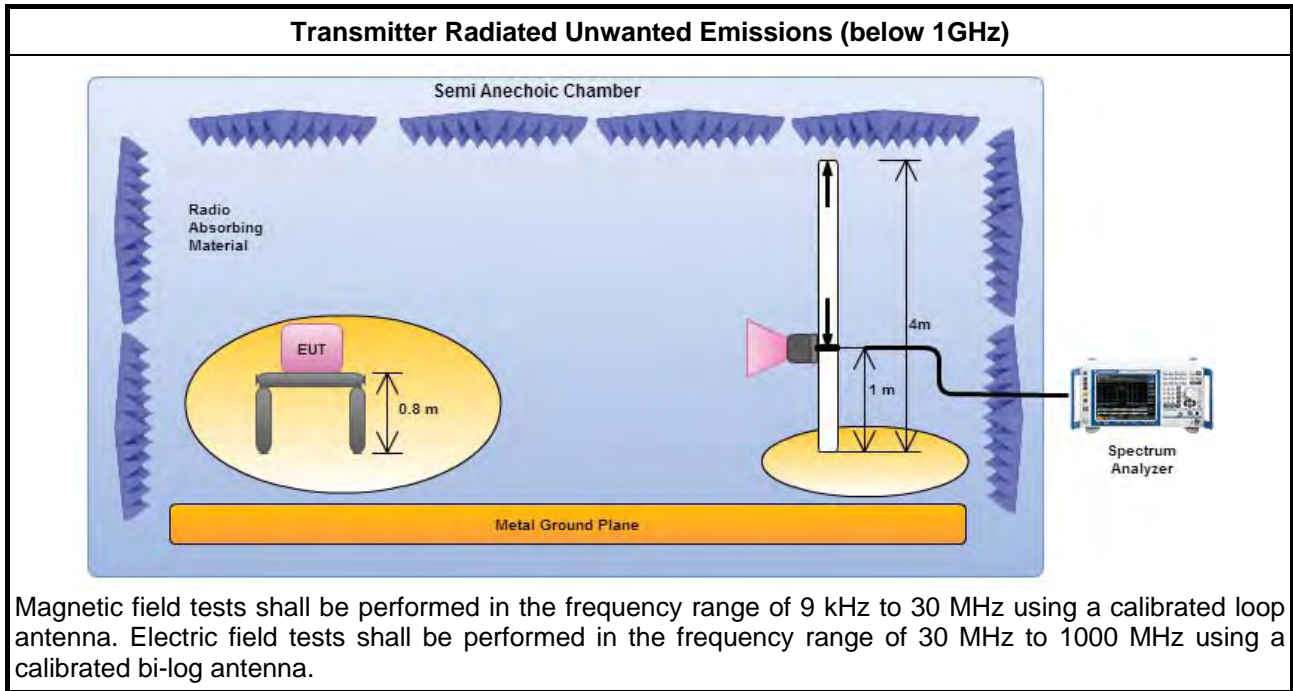 Transmitter Radiated Unwanted Emissions (below 1GHz)
Semi Anechoic Chamber
Radio
Absorbing
Material
EUT
0.8 m
4m
1 m
Spectrum
Analyzer
Metal Ground Plane
Magnetic field tests shall be performed in the frequency range of 9 kHz to 30 MHz using a calibrated loop
antenna. Electric field tests shall be performed in the frequency range of 30 MHz to 1000 MHz using a
calibrated bi-log antenna.